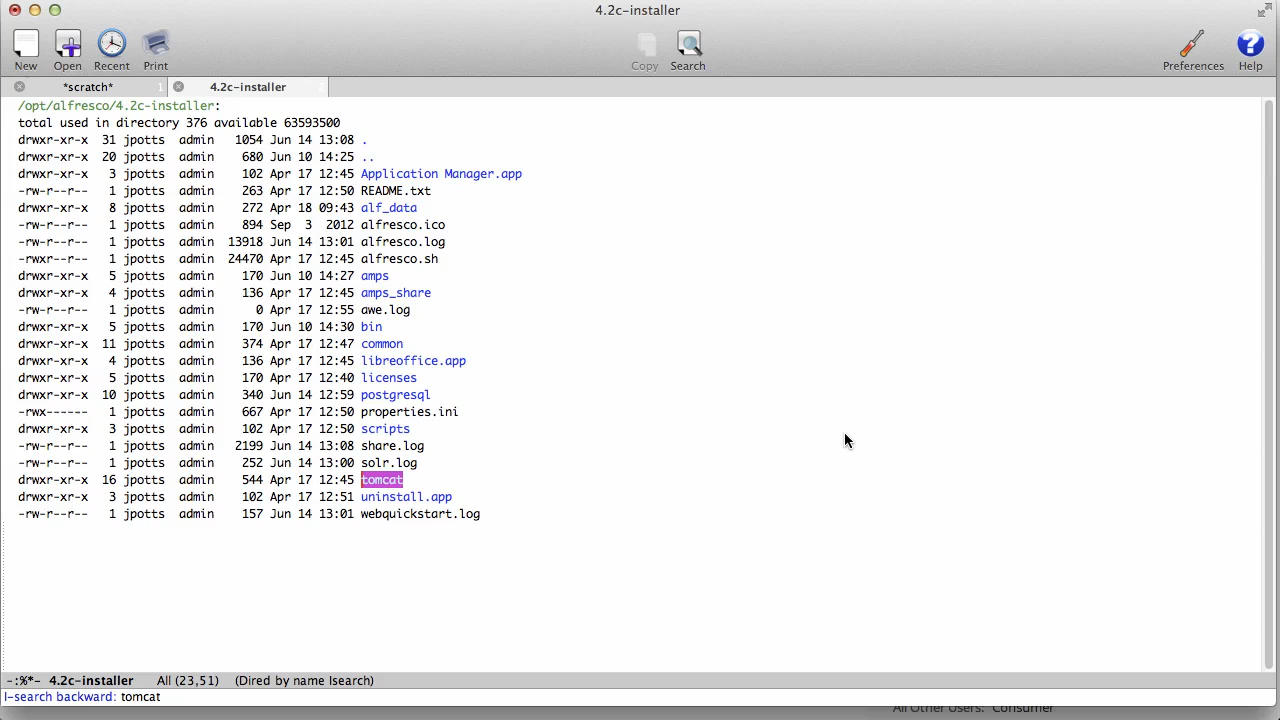 4.2c-installer
New Open Recent Print Copy Search Preferences Help
*scratch* 1 4.2c-installer
/opt/alfresco/4.2c-installer:
total used in directory 376 available 63593500
drwxr-xr-x 31 jpotts admin 1054 Jun 14 13:08 .
drwxr-xr-x 20 jpotts admin 680 Jun 10 14:25 ..
drwxr-xr-x 3 jpotts admin 102 Apr 17 12:45 Application Manager.app
-rw-r--r-- 1 jpotts admin 263 Apr 17 12:50 README.txt
drwxr-xr-x 8 jpotts admin 272 Apr 18 09:43 alf_data
-rw-r--r-- 1 jpotts admin 894 Sep 3 2012 alfresco.ico
-rw-r--r-- 1 jpotts admin 13918 Jun 14 13:01 alfresco.log
-rwxr--r-- 1 jpotts admin 24470 Apr 17 12:45 alfresco.sh
drwxr-xr-x 5 jpotts admin 170 Jun 10 14:27 amps
drwxr-xr-x 4 jpotts admin 136 Apr 17 12:45 amps_share
-rw-r--r-- 1 jpotts admin 0 Apr 17 12:55 awe.log
drwxr-xr-x 5 jpotts admin 170 Jun 10 14:30 bin
drwxr-xr-x 11 jpotts admin 374 Apr 17 12:47 common
drwxr-xr-x 4 jpotts admin 136 Apr 17 12:45 libreoffice.app
drwxr-xr-x 5 jpotts admin 170 Apr 17 12:40 licenses
drwxr-xr-x 10 jpotts admin 340 Jun 14 12:59 postgresql
-rwx------ 1 jpotts admin 667 Apr 17 12:50 properties.ini
drwxr-xr-x 3 jpotts admin 102 Apr 17 12:50 scripts
-rw-r--r-- 1 jpotts admin 2199 Jun 14 13:08 share.log
-rw-r--r-- 1 jpotts admin 252 Jun 14 13:00 solr.log
drwxr-xr-x 16 jpotts admin 544 Apr 17 12:45 tomcat
drwxr-xr-x 3 jpotts admin 102 Apr 17 12:51 uninstall.app
-rw-r--r-- 1 jpotts admin 157 Jun 14 13:01 webquickstart.log
-:%*- 4.2c-installer All (23,51) (Dired by name Isearch)
I-search backward: tomcat
All Other Users: Consumer